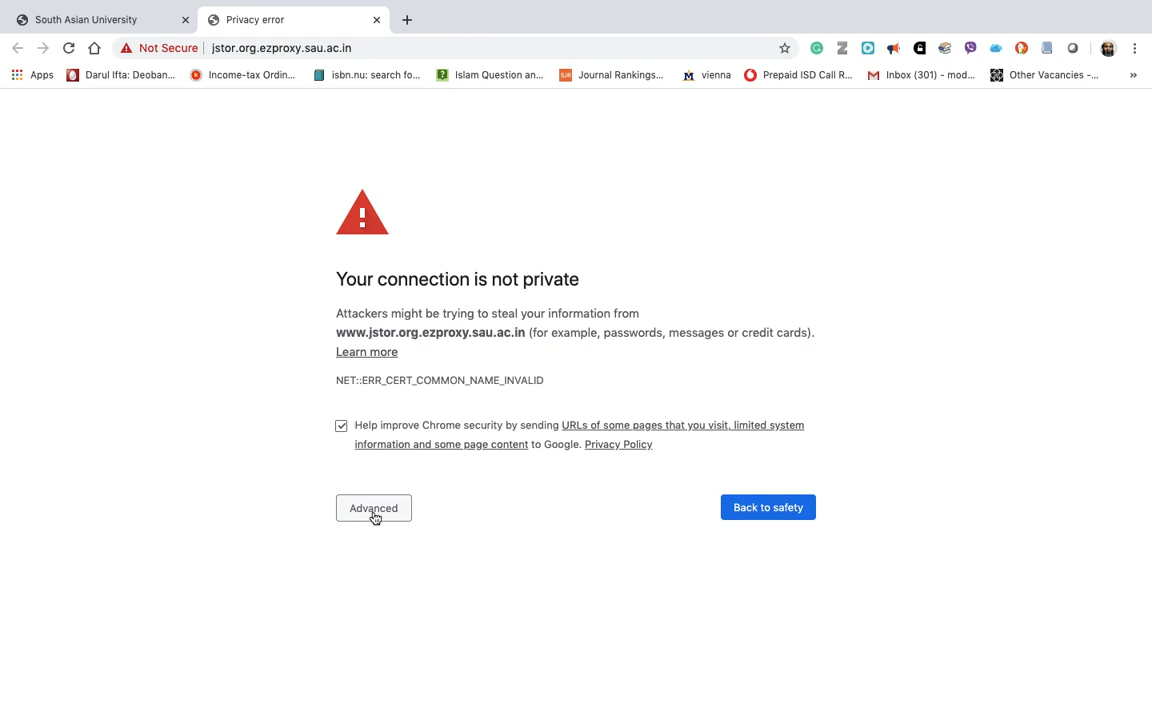 South Asian University
Privacy error
Not Secure
jstor.org.ezproxy.sau.ac.in
Apps
Darul Ifta: Deoban...
Income-tax Ordin...
isbn.nu: search fo...
Islam Question an...
SJR
Journal Rankings...
vienna
Prepaid ISD Call R...
Inbox (301) - mod...
Other Vacancies -...
»
Your connection is not private
Attackers might be trying to steal your information from
www.jstor.org.ezproxy.sau.ac.in (for example, passwords, messages or credit cards).
Learn more
NET::ERR_CERT_COMMON_NAME_INVALID
Help improve Chrome security by sending URLs of some pages that you visit, limited system
information and some page content to Google. Privacy Policy
Advanced
Back to safety